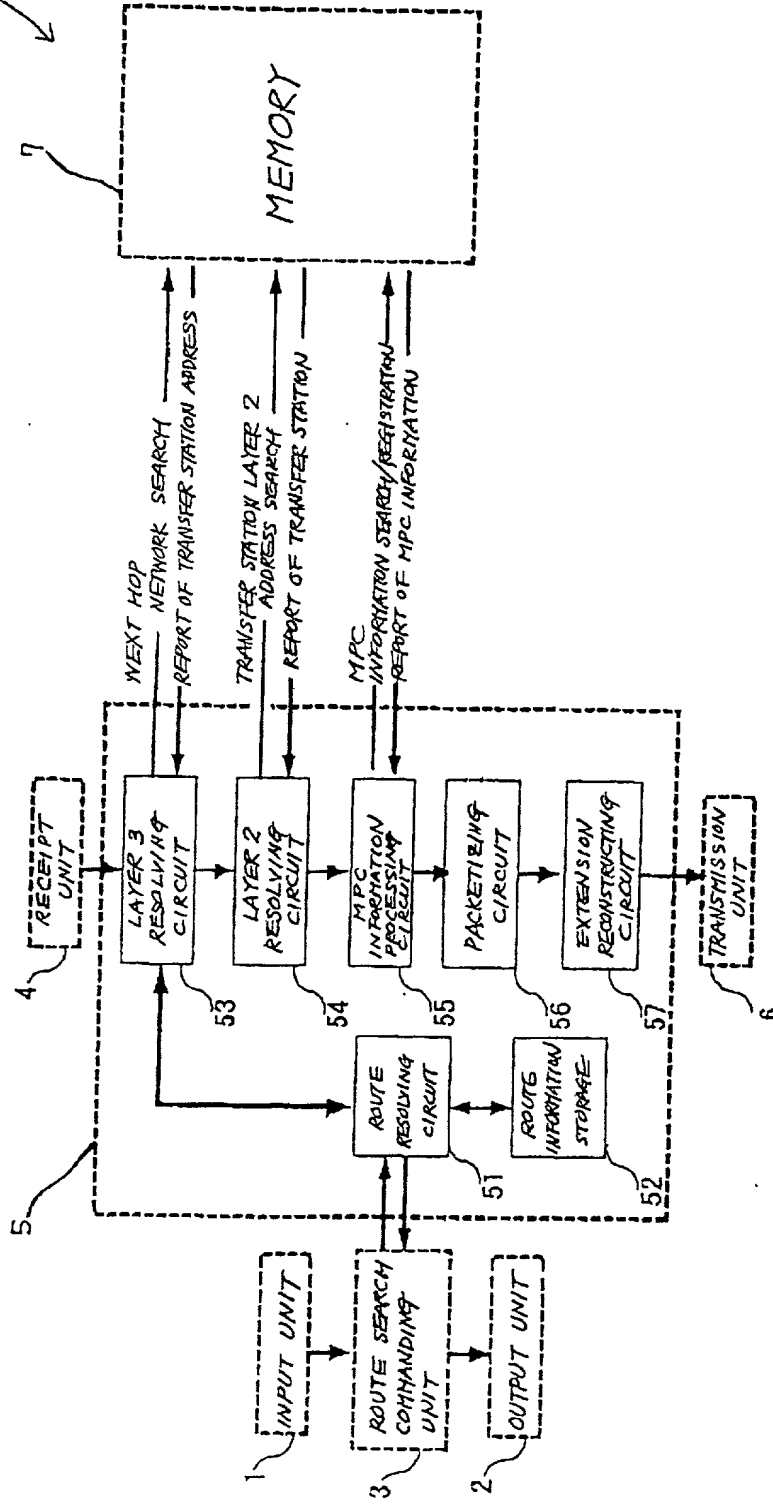 1
INPUT UNIT
ROUTE SEARCH
COMMANDING
UNIT
3
OUTPUT UNIT
2
5
4
RECEIPT
UNIT
LAYER 3
RESOLVING
CIRCUIT
53
LAYER 2
RESOLVING
CIRCUIT
54
MPC
INFORMATION
PROCESSING
CIRCUIT
55
PACKETIZING
CIRCUIT
56
EXTENSION
RECONSTRUCTING
CIRCUIT
57
ROUTE
RESOLVING
CIRCUIT
51
ROUTE
INFORMATION
STORAGE
52
TRANSMISSION
UNIT
6
NEXT HOP
NETWORK SEARCH
REPORT OF TRANSFER STATION ADDRESS
TRANSFER STATION LAYER 2
ADDRESS SEARCH
REPORT OF TRANSFER STATION
MPC
INFORMATION SEARCH/REGISTRATION
REPORT OF MPC INFORMATION
7
MEMORY